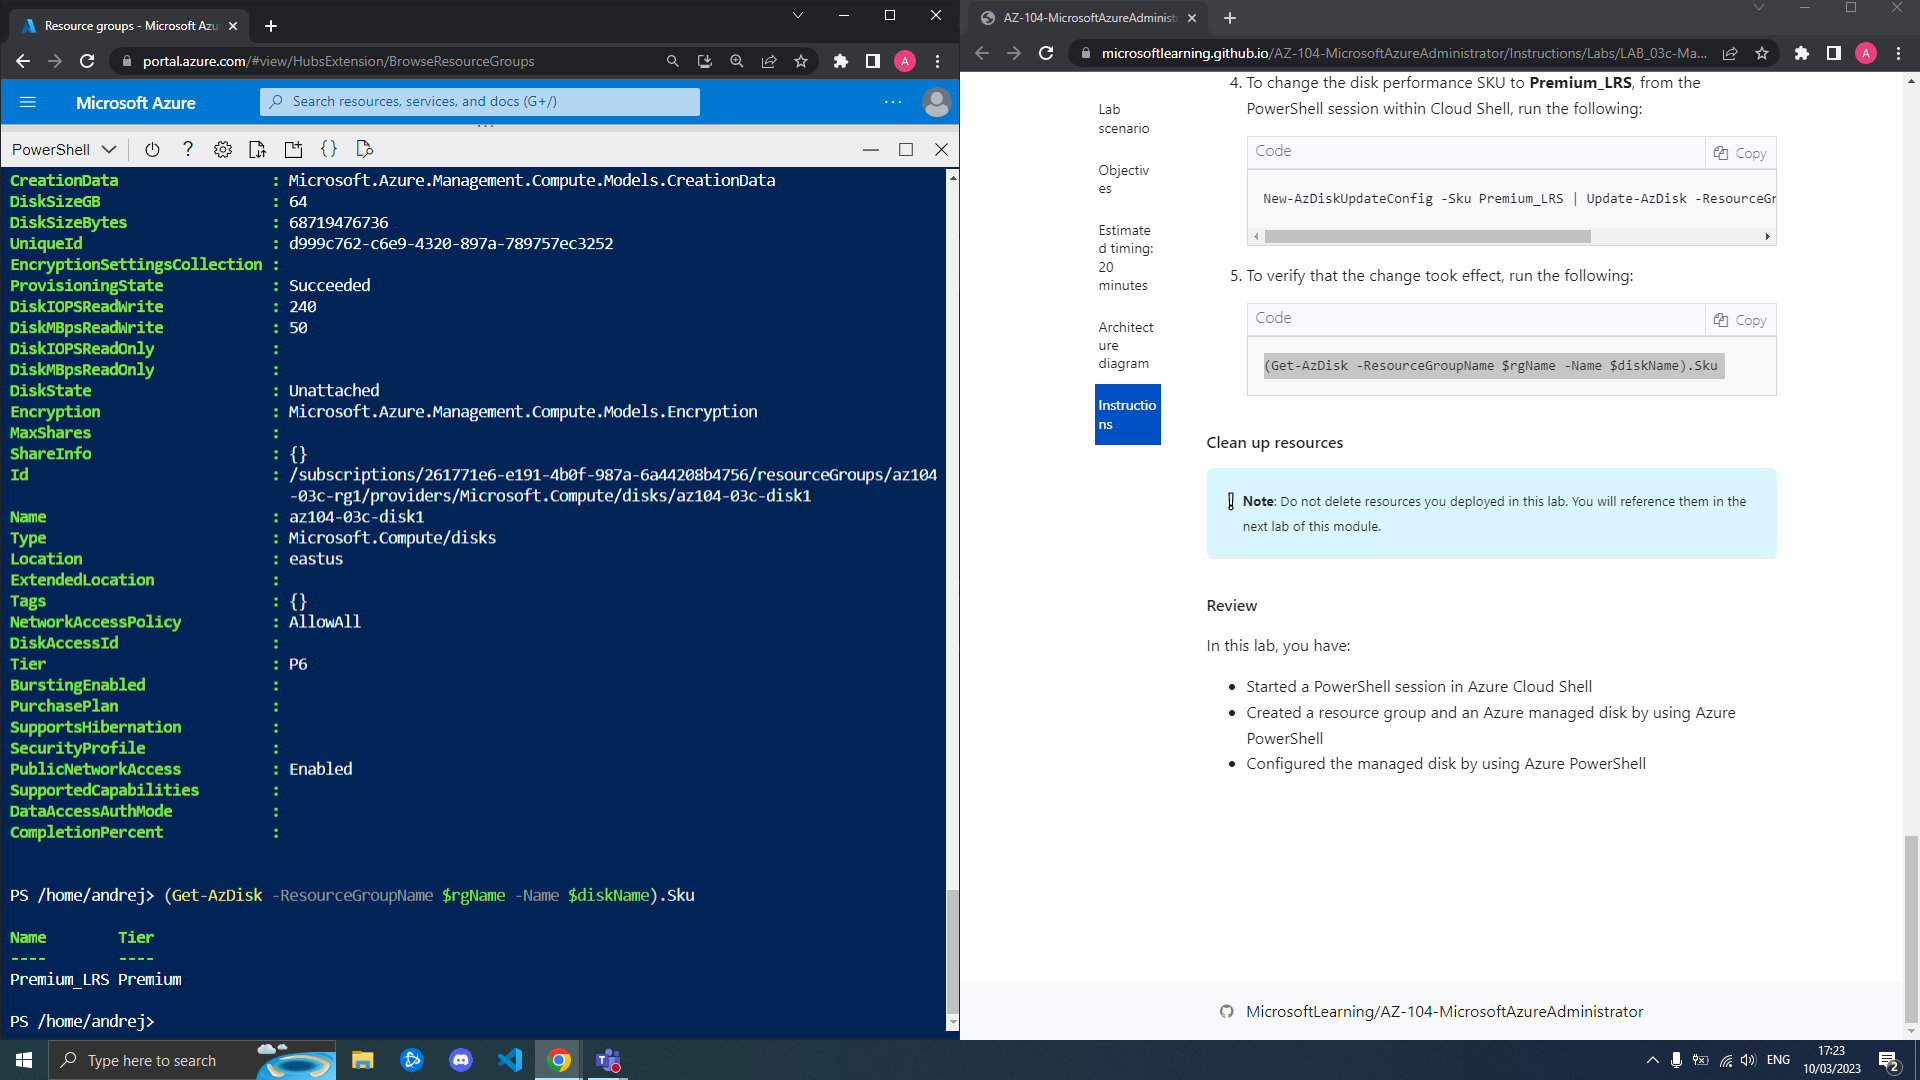 Resource groups - Microsoft Azu
portal.azure.com/#view/HubsExtension/BrowseResourceGroups
A
Microsoft Azure
Search resources, services, and docs (G+/)
PowerShell
CreationData : Microsoft.Azure.Management.Compute.Models.CreationData
DiskSizeGB : 64
DiskSizeBytes : 68719476736
UniqueId : d999c762-c6e9-4320-897a-789757ec3252
EncryptionSettingsCollection :
ProvisioningState : Succeeded
DiskIOPSReadWrite : 240
DiskMBpsReadWrite : 50
DiskIOPSReadOnly :
DiskMBpsReadOnly :
DiskState : Unattached
Encryption : Microsoft.Azure.Management.Compute.Models.Encryption
MaxShares :
ShareInfo : {}
Id : /subscriptions/261771e6-e191-4b0f-987a-6a44208b4756/resourceGroups/az104
-03c-rg1/providers/Microsoft.Compute/disks/az104-03c-disk1
Name : az104-03c-disk1
Type : Microsoft.Compute/disks
Location : eastus
ExtendedLocation :
Tags : {}
NetworkAccessPolicy : AllowAll
DiskAccessId :
Tier : P6
BurstingEnabled :
PurchasePlan :
SupportsHibernation :
SecurityProfile :
PublicNetworkAccess : Enabled
SupportedCapabilities :
DataAccessAuthMode :
CompletionPercent :
PS /home/andrej> (Get-AzDisk -ResourceGroupName $rgName -Name $diskName).Sku
Name Tier
---- ----
Premium_LRS Premium
PS /home/andrej>
AZ-104-MicrosoftAzureAdministr
microsoftlearning.github.io/AZ-104-MicrosoftAzureAdministrator/Instructions/Labs/LAB_03c-Ma...
A
Lab
scenario
Objectiv
es
Estimate
d timing:
20
minutes
Architect
ure
diagram
Instructio
ns
4. To change the disk performance SKU to Premium_LRS, from the
PowerShell session within Cloud Shell, run the following:
Code
Copy
New-AzDiskUpdateConfig -Sku Premium_LRS | Update-AzDisk -ResourceGr
5. To verify that the change took effect, run the following:
Code
Copy
(Get-AzDisk -ResourceGroupName $rgName -Name $diskName).Sku
Clean up resources
Note: Do not delete resources you deployed in this lab. You will reference them in the
next lab of this module.
Review
In this lab, you have:
• Started a PowerShell session in Azure Cloud Shell
• Created a resource group and an Azure managed disk by using Azure
PowerShell
• Configured the managed disk by using Azure PowerShell
MicrosoftLearning/AZ-104-MicrosoftAzureAdministrator
Type here to search
ENG
17:23
10/03/2023
2